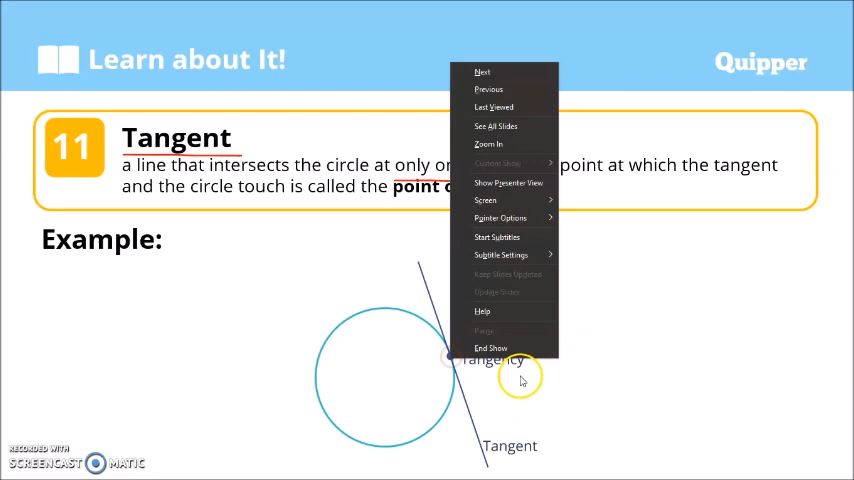 Learn about It!
Quipper
11
Tangent
a line that intersects the circle at only
point at which the tangent
and the circle touch is called the point
Example:
Next
Previous
Last Viewed
See All Slides
Zoom In
Custom Show
Show Presenter View
Screen
Pointer Options
Start Subtitles
Subtitle Settings
Keep Slides Updated
Update Slides
Help
Pause
End Show
Tangency
Tangent
RECORDED WITH
SCREENCAST MATIC